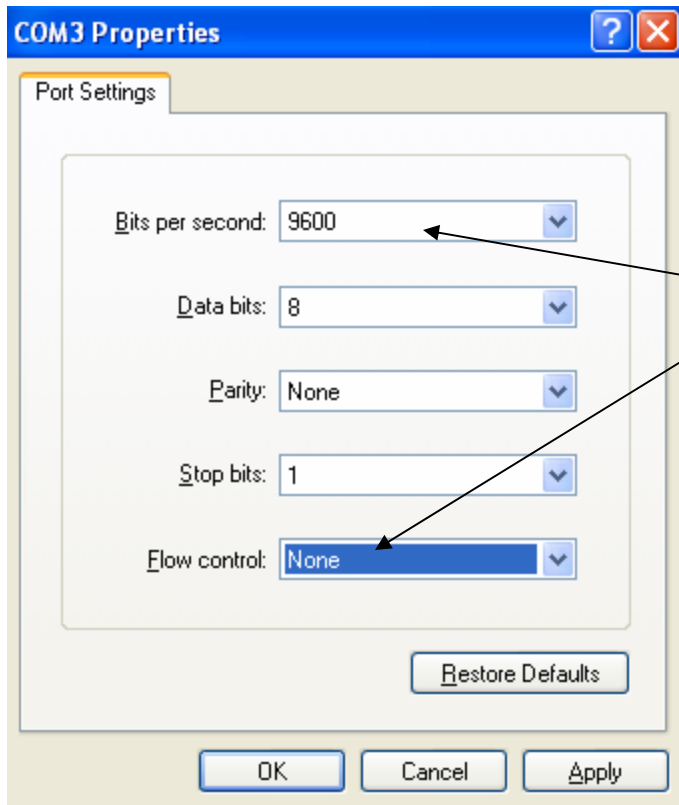 COM3 Properties
Port Settings
Bits per second: 9600
Data bits: 8
Parity: None
Stop bits: 1
Flow control: None
Restore Defaults
OK Cancel Apply